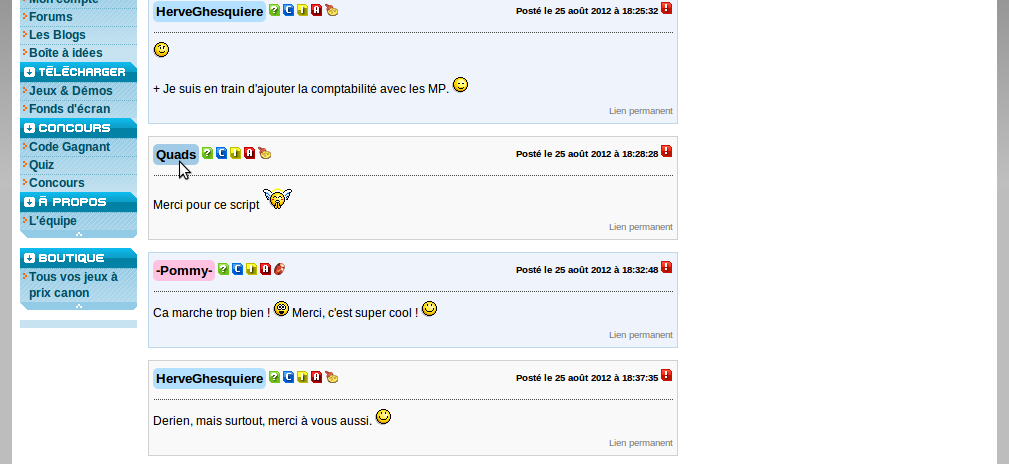 Mon compte
Forums
Les Blogs
Boîte à idées
TÉLÉCHARGER
Jeux & Démos
Fonds d'écran
CONCOURS
Code Gagnant
Quiz
Concours
À PROPOS
L'équipe
BOUTIQUE
Tous vos jeux à
prix canon
HerveGhesquiere ? C J A Posté le 25 août 2012 à 18:25:32 !
+ Je suis en train d'ajouter la comptabilité avec les MP.
Lien permanent
Quads ? C J A Posté le 25 août 2012 à 18:28:28 !
Merci pour ce script
Lien permanent
-Pommy- ? C J A Posté le 25 août 2012 à 18:32:48 !
Ca marche trop bien ! Merci, c'est super cool !
Lien permanent
HerveGhesquiere ? C J A Posté le 25 août 2012 à 18:37:35 !
Derien, mais surtout, merci à vous aussi.
Lien permanent